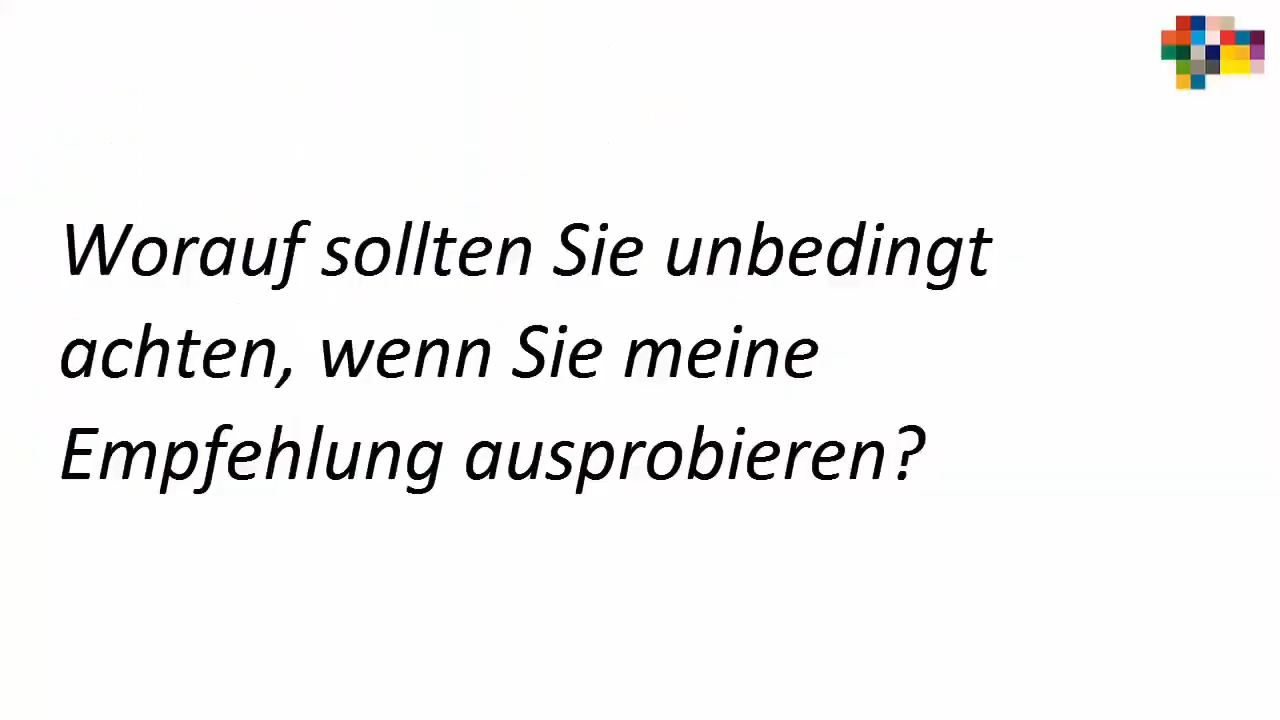 Worauf sollten Sie unbedingt
achten, wenn Sie meine
Empfehlung ausprobieren?